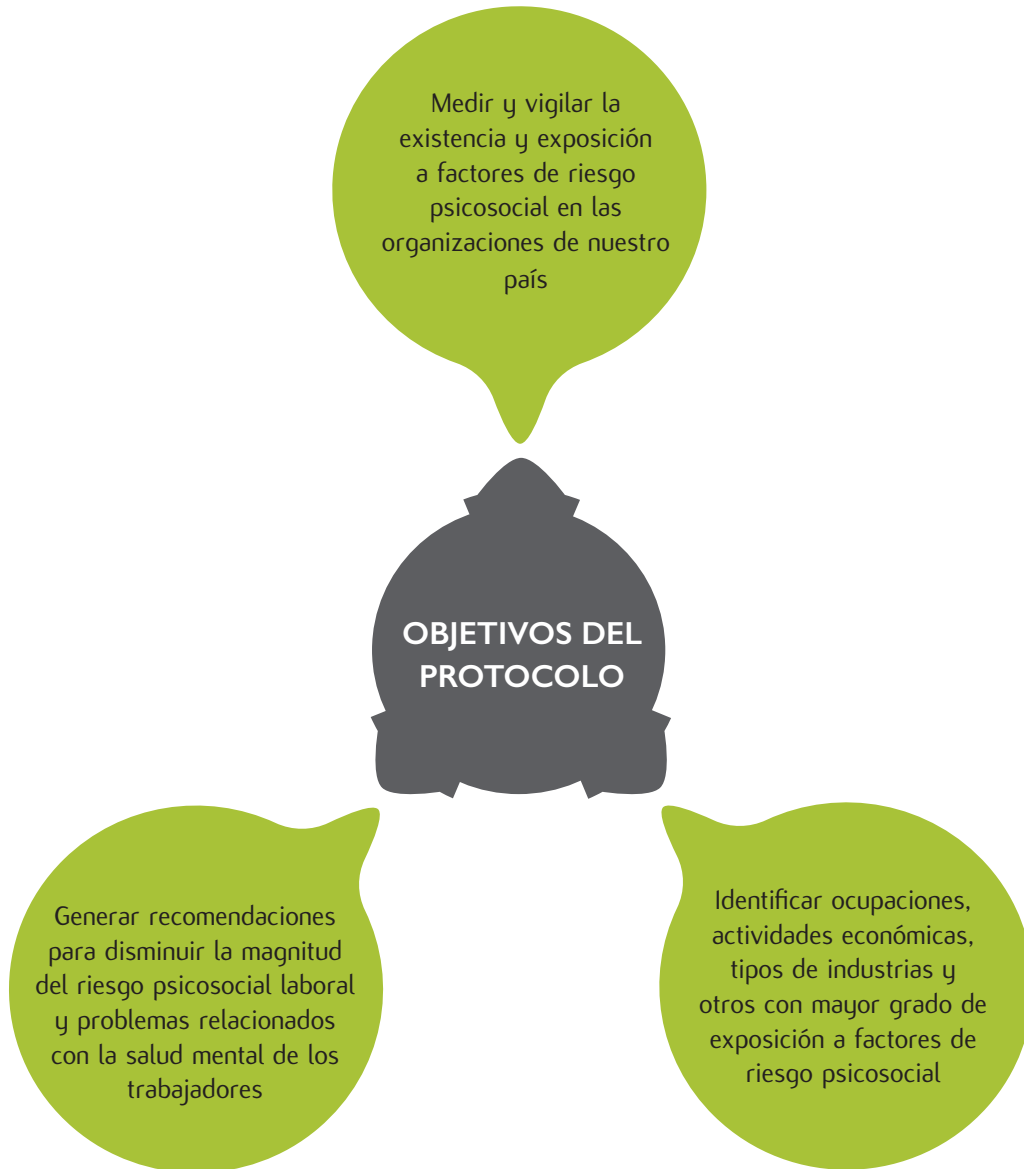 Medir y vigilar la
existencia y exposición
a factores de riesgo
psicosocial en las
organizaciones de nuestro
país
OBJETIVOS DEL
PROTOCOLO
Generar recomendaciones
para disminuir la magnitud
del riesgo psicosocial laboral
y problemas relacionados
con la salud mental de los
trabajadores
Identificar ocupaciones,
actividades económicas,
tipos de industrias y
otros con mayor grado de
exposición a factores de
riesgo psicosocial